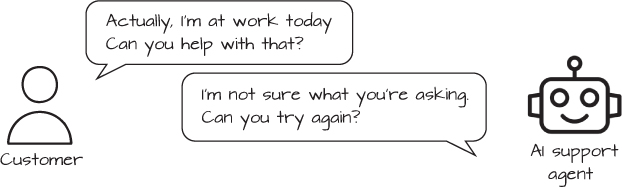 Actually, I'm at work today
Can you help with that?
I'm not sure what you're asking.
Can you try again?
Customer
AI support
agent